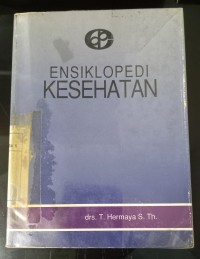 ENSIKLOPEDI
KESEHATAN
drs. T. Hermaya S. Th.